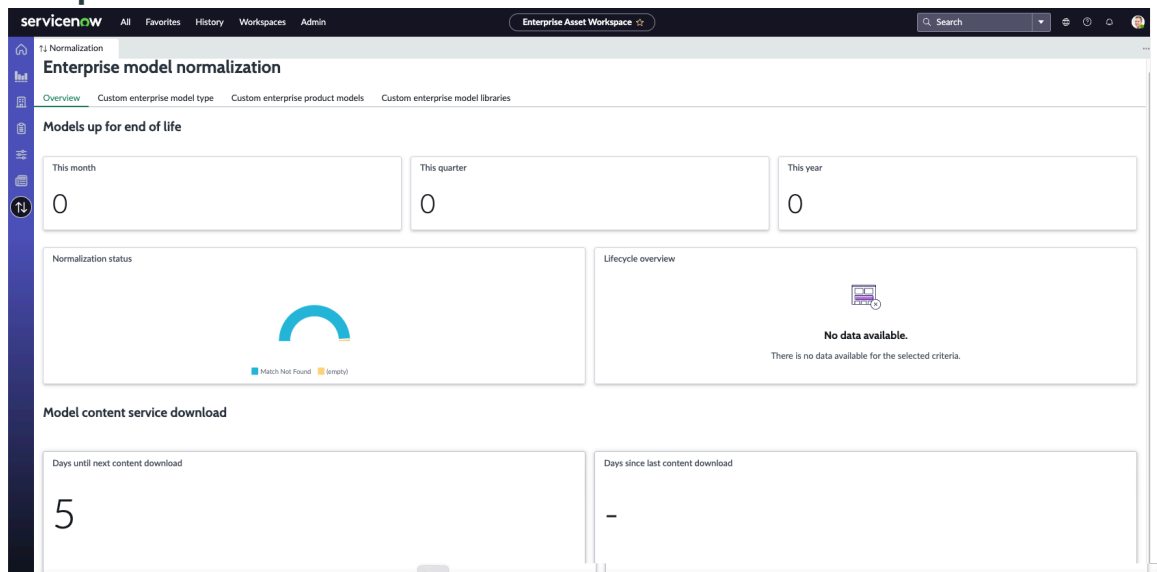 servicenow All Favorites History Workspaces Admin Enterprise Asset Workspace ☆ Search
↑↓ Normalization ...
Enterprise model normalization
Overview Custom enterprise model type Custom enterprise product models Custom enterprise model libraries
Models up for end of life
This month This quarter This year
0 0 0
Normalization status Lifecycle overview
No data available.
There is no data available for the selected criteria.
Match Not Found (empty)
Model content service download
Days until next content download Days since last content download
5 -